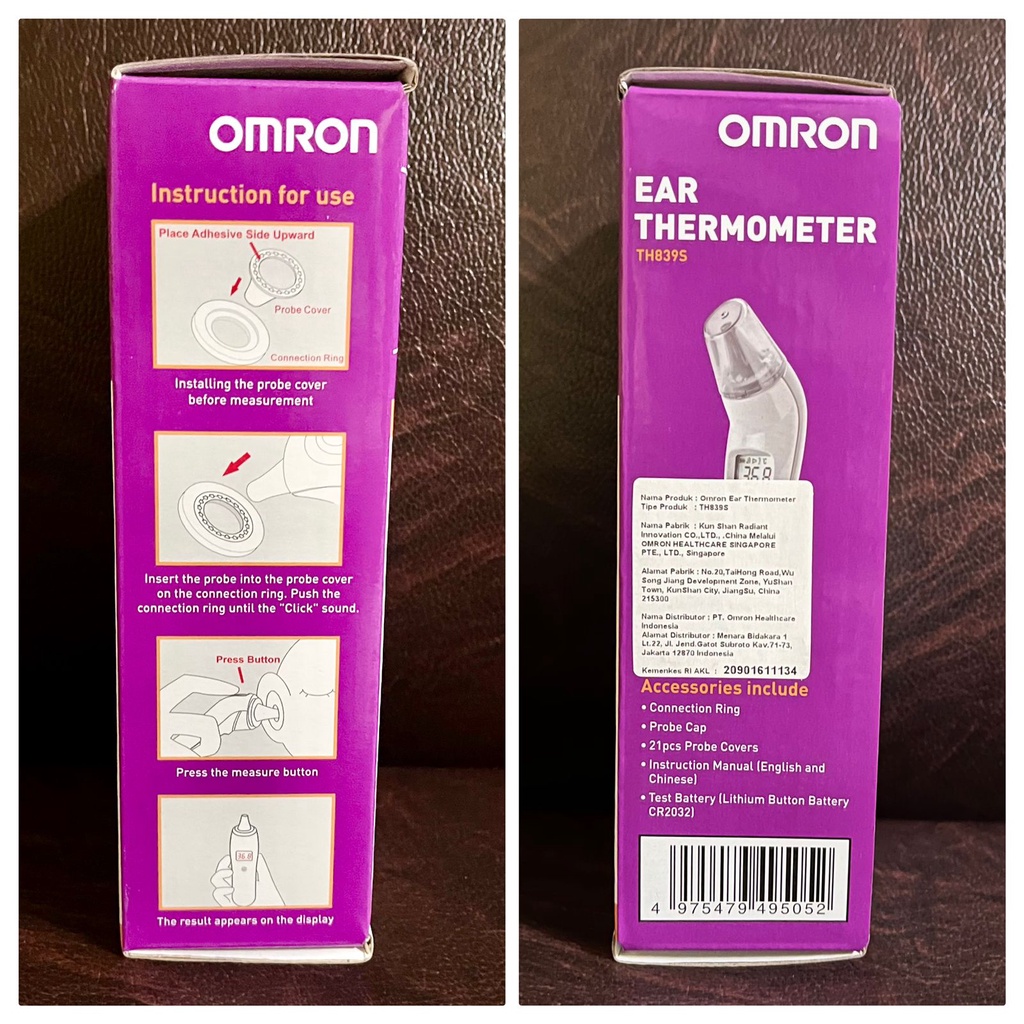 OMRON
Instruction for use
Place Adhesive Side Upward
Probe Cover
Connection Ring
Installing the probe cover
before measurement
Insert the probe into the probe cover
on the connection ring. Push the
connection ring until the "Click" sound.
Press Button
Press the measure button
36.8
The result appears on the display
OMRON
EAR
THERMOMETER
TH839S
36.8
Nama Produk : Omron Ear Thermometer
Tipe Produk : TH839S
Nama Pabrik : Kun Shan Radiant
Innovation CO.,LTD., .China Melalui
OMRON HEALTHCARE SINGAPORE
PTE., LTD., Singapore
Alamat Pabrik : No.20,TaiHong Road,Wu
Song Jiang Development Zone, YuShan
Town, KunShan City, JiangSu, China
215300
Nama Distributor : PT. Omron Healthcare
Indonesia
Alamat Distributor : Menara Bidakara 1
Lt.22, Jl. Jend.Gatot Subroto Kav.71-73,
Jakarta 12870 Indonesia
Kemenkes RI AKL : 20901611134
Accessories include
• Connection Ring
• Probe Cap
• 21pcs Probe Covers
• Instruction Manual (English and
Chinese)
• Test Battery (Lithium Button Battery
CR2032)
4 975479 495052